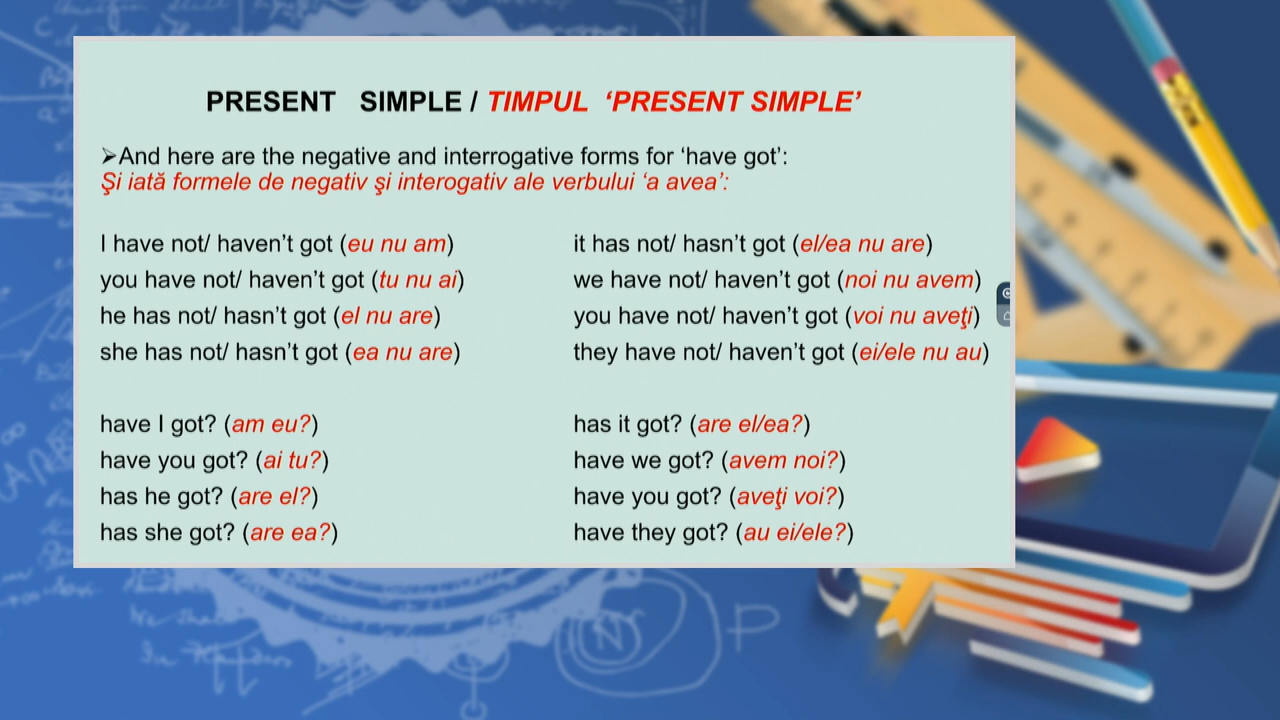 PRESENT SIMPLE / TIMPUL ‘PRESENT SIMPLE’
➢And here are the negative and interrogative forms for ‘have got’:
Şi iată formele de negativ şi interogativ ale verbului ‘a avea’:
I have not/ haven’t got (eu nu am)
you have not/ haven’t got (tu nu ai)
he has not/ hasn’t got (el nu are)
she has not/ hasn’t got (ea nu are)
it has not/ hasn’t got (el/ea nu are)
we have not/ haven’t got (noi nu avem)
you have not/ haven’t got (voi nu aveţi)
they have not/ haven’t got (ei/ele nu au)
have I got? (am eu?)
have you got? (ai tu?)
has he got? (are el?)
has she got? (are ea?)
has it got? (are el/ea?)
have we got? (avem noi?)
have you got? (aveţi voi?)
have they got? (au ei/ele?)
N
P